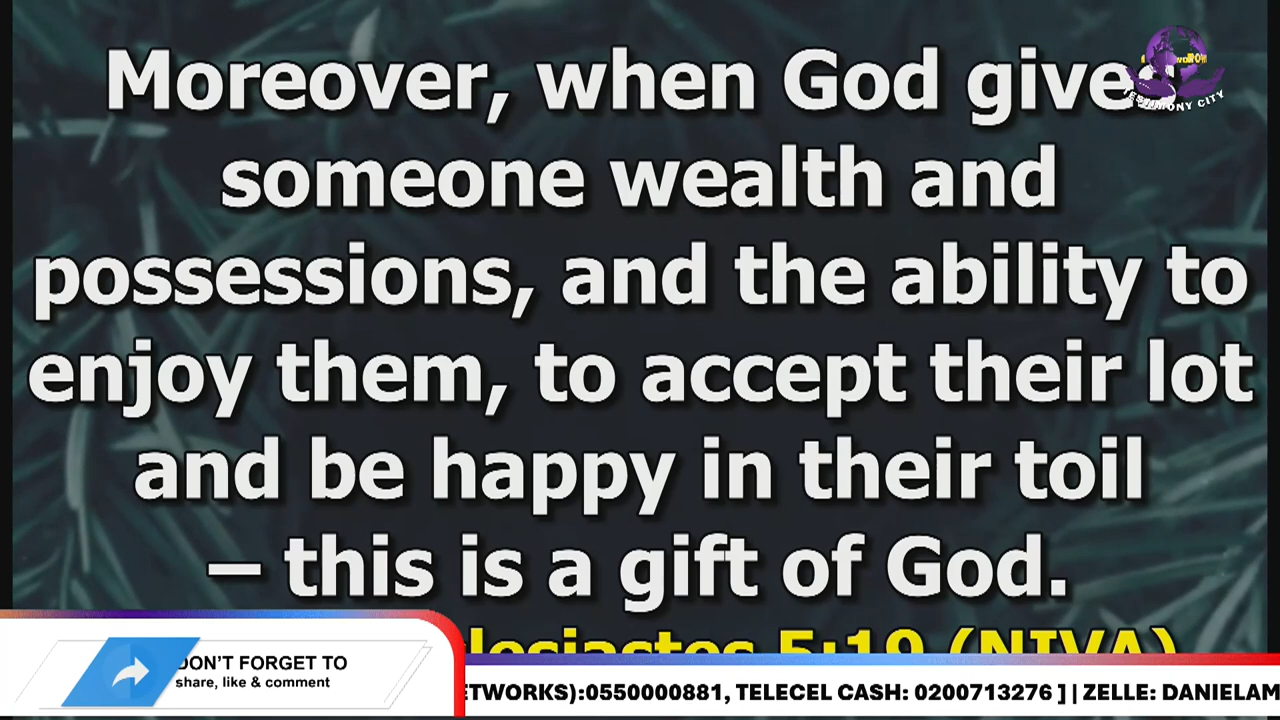 Moreover, when God gives
someone wealth and
possessions, and the ability to
enjoy them, to accept their lot
and be happy in their toil
– this is a gift of God.
5:19 (NIVA)
TESTIMONY CITY
DON'T FORGET TO
share, like & comment
ETWORKS):0550000881, TELECEL CASH: 0200713276 ] | ZELLE: DANIELAM